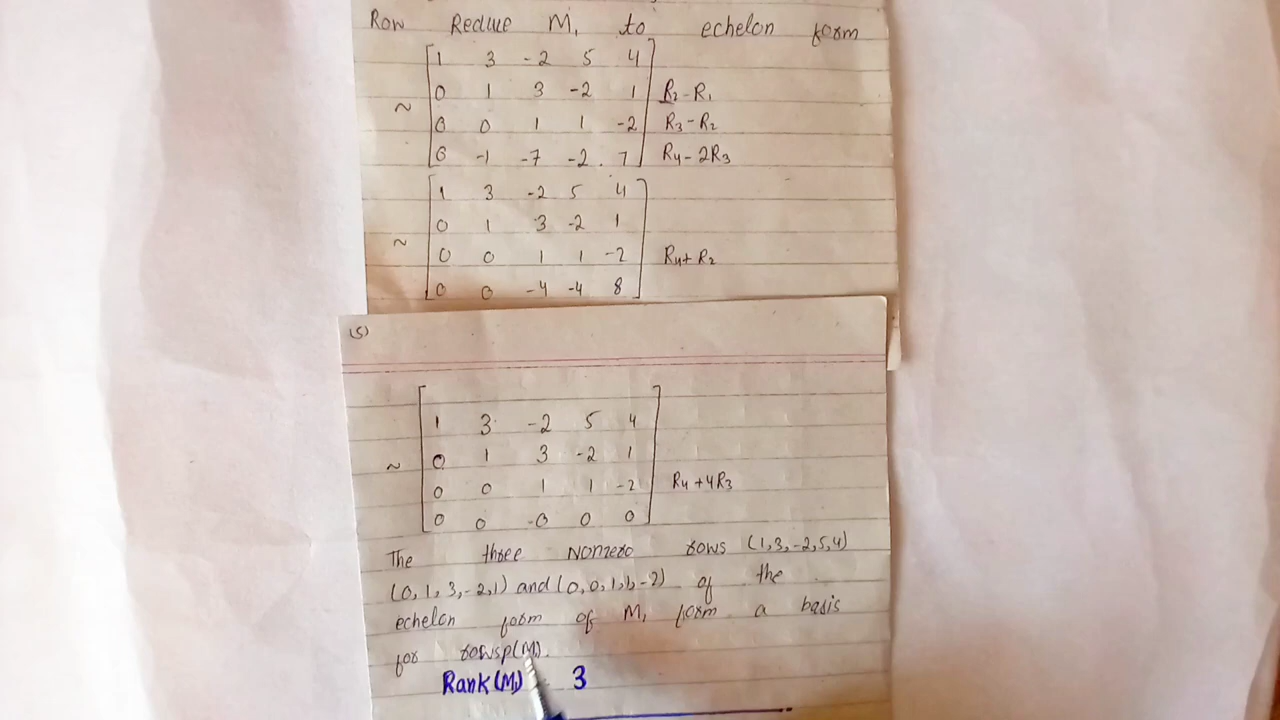 Row Reduce M, to echelon form
1 3 -2 5 4
0 1 3 -2 1 R2-R1
~
0 0 1 1 -2 R3-R2
0 -1 -7 -2 7 R4-2R3
1 3 -2 5 4
0 1 3 -2 1
~
0 0 1 1 -2 R4+R2
0 0 -4 -4 8
(5)
1 3 -2 5 4
~ 0 1 3 -2 1
0 0 1 1 -2 R4+4R3
0 0 -0 0 0
The three Nonzero rows (1,3,-2,5,4)
(0,1,3,-2,1) and (0,0,1,1,-2) of the
echelon form of M, form a basis
for rowsp(M,).
Rank(M,) 3